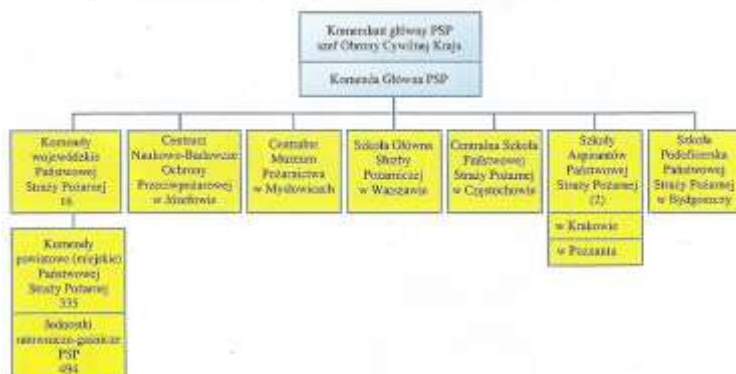 Komendant główny PSP
szef Obrony Cywilnej Kraju
Komenda Główna PSP
Komendy
wojewódzkie
Państwowej
Straży Pożarnej
16
Centrum
Naukowo-Badawcze
Ochrony
Przeciwpożarowej
w Józefowie
Centralne
Muzeum
Pożarnictwa
w Mysłowicach
Szkoła Główna
Służby
Pożarniczej
w Warszawie
Centralna Szkoła
Państwowej
Straży Pożarnej
w Częstochowie
Szkoły
Aspirantów
Państwowej
Straży Pożarnej
(2)
w Krakowie
w Poznaniu
Szkoła
Podoficerska
Państwowej
Straży Pożarnej
w Bydgoszczy
Komendy
powiatowe (miejskie)
Państwowej
Straży Pożarnej
335
Jednostki
ratowniczo-gaśnicze
PSP
494